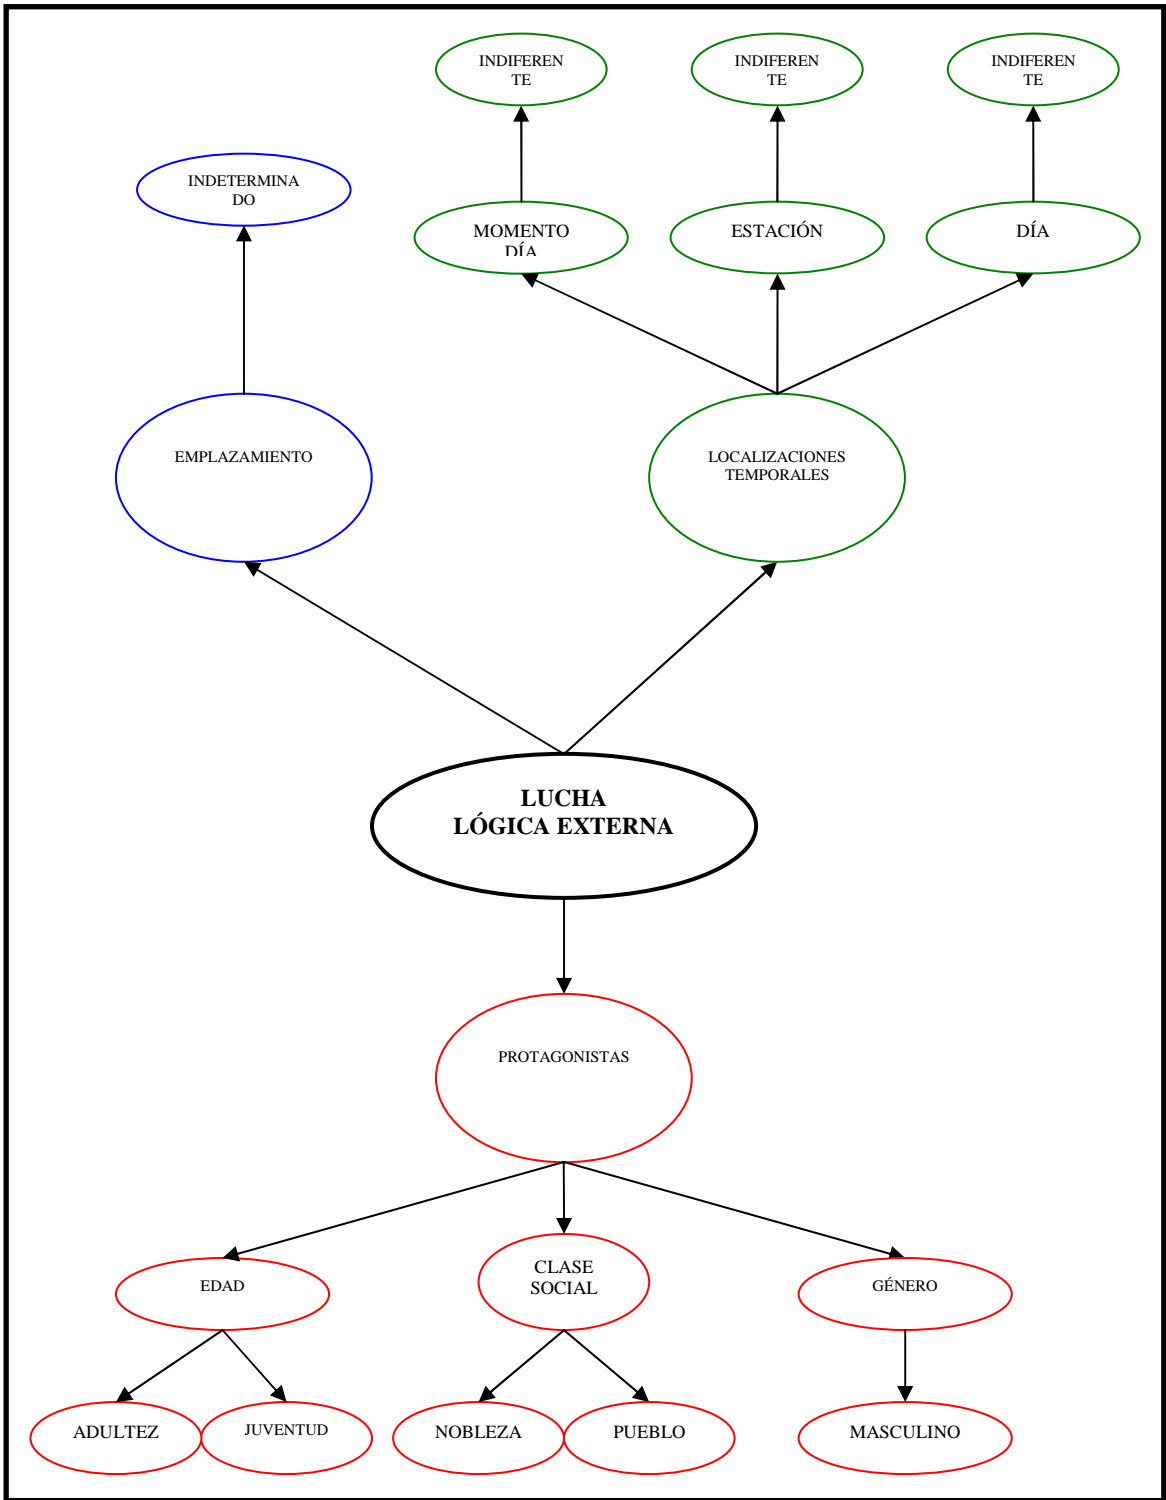 INDIFEREN
TE
INDIFEREN
TE
INDIFEREN
TE
INDETERMINA
DO
MOMENTO
DÍA
ESTACIÓN
DÍA
EMPLAZAMIENTO
LOCALIZACIONES
TEMPORALES
LUCHA
LÓGICA EXTERNA
PROTAGONISTAS
EDAD
CLASE
SOCIAL
GÉNERO
ADULTEZ
JUVENTUD
NOBLEZA
PUEBLO
MASCULINO